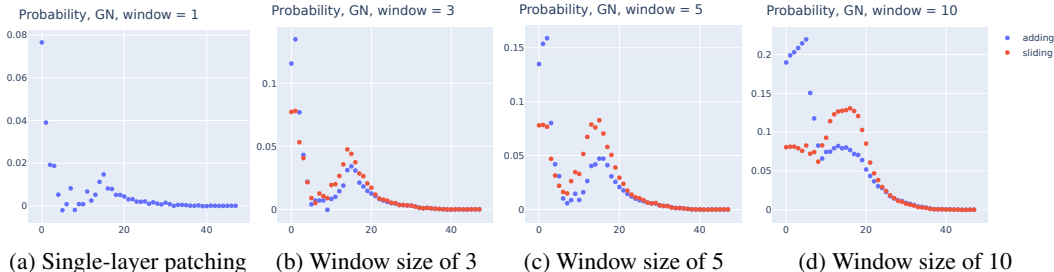 Probability, GN, window = 1
0.08
0.06
0.04
0.02
0
0
20
40
(a) Single-layer patching
Probability, GN, window = 3
0.1
0.05
0
0
20
40
(b) Window size of 3
Probability, GN, window = 5
0.15
0.1
0.05
0
0
20
40
(c) Window size of 5
Probability, GN, window = 10
0.2
0.15
0.1
0.05
0
0
20
40
(d) Window size of 10
adding
sliding